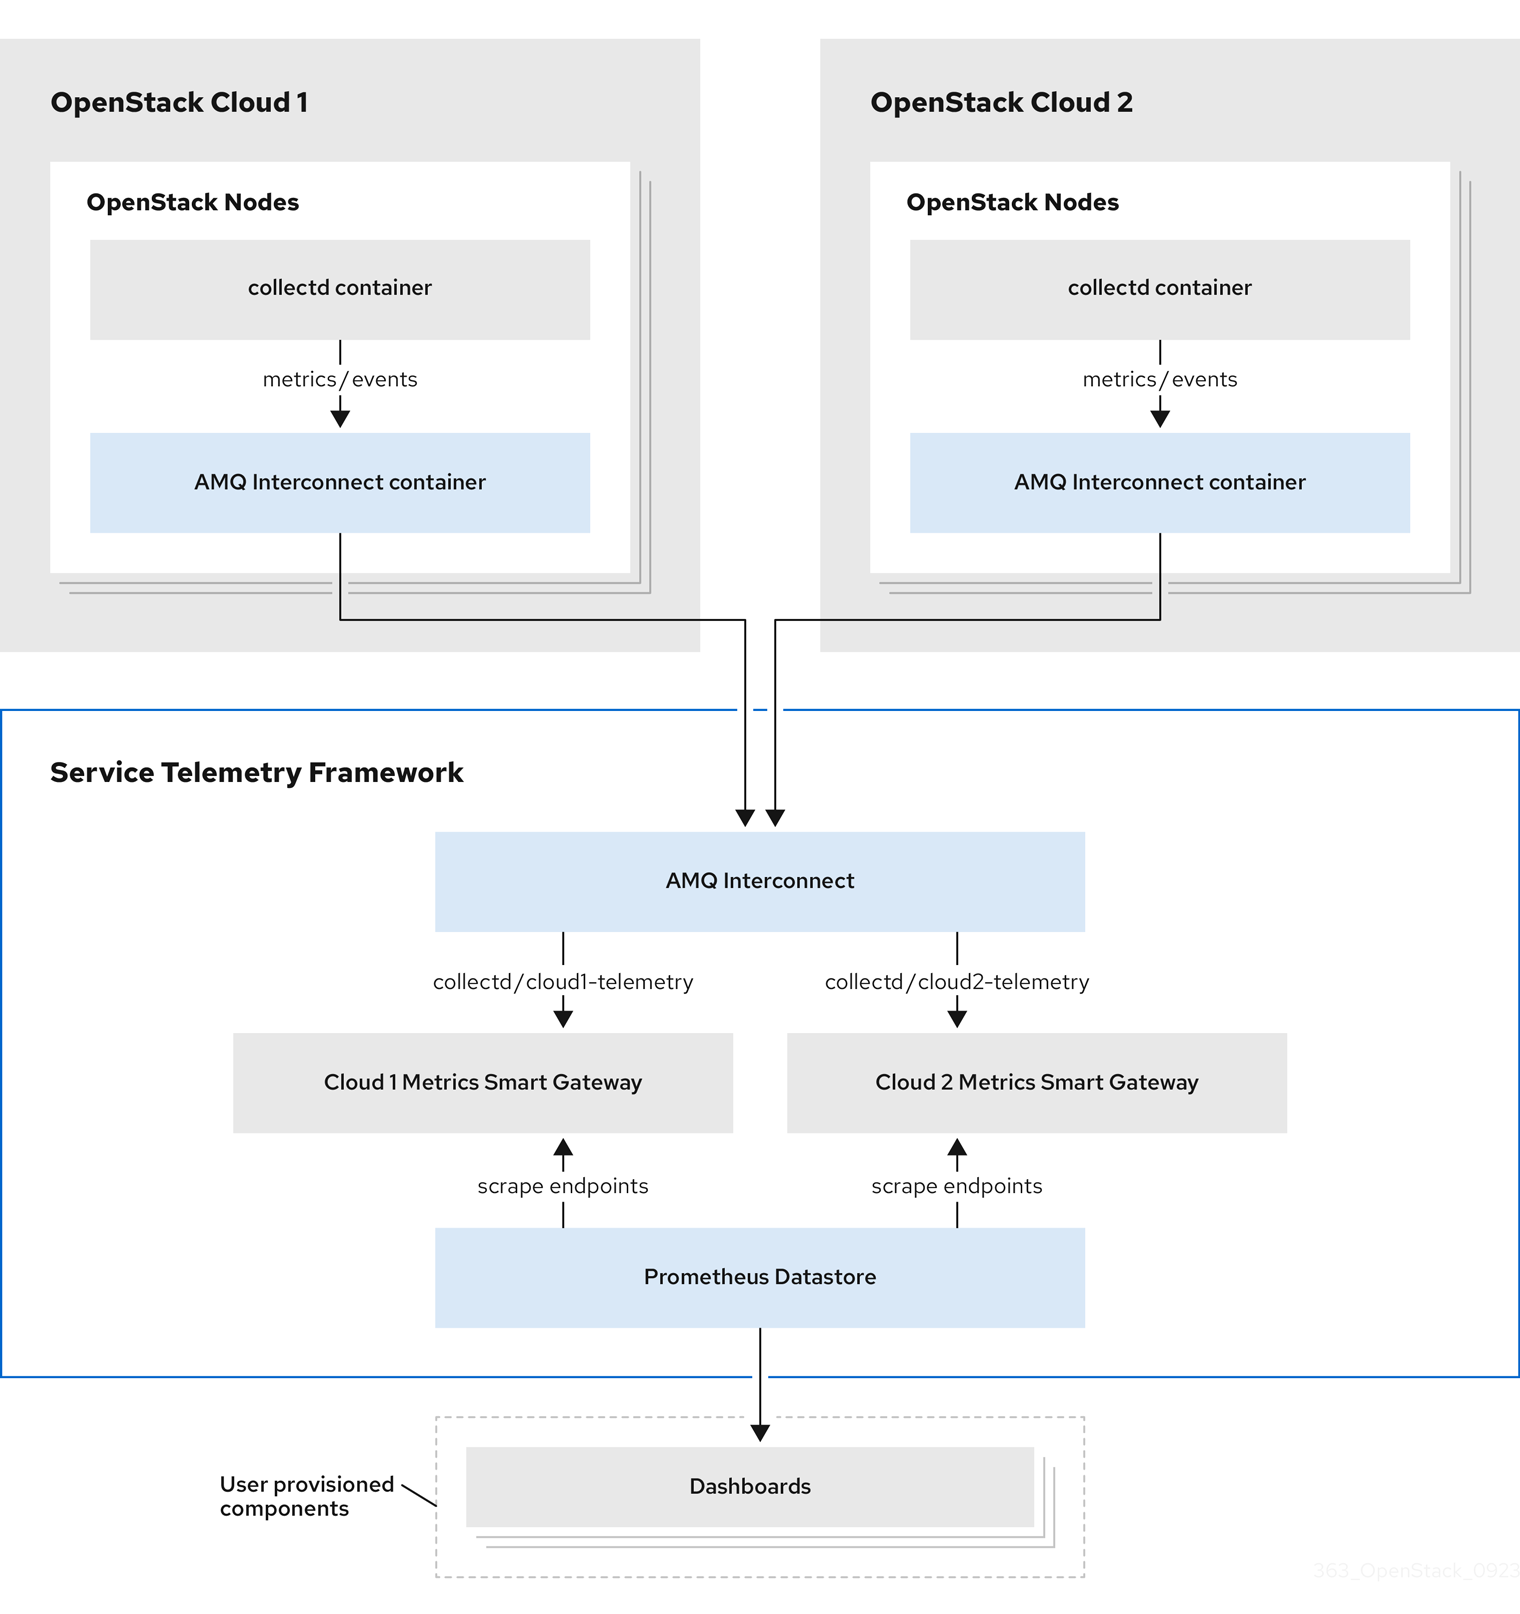 OpenStack Cloud 1
OpenStack Nodes
collectd container
metrics/events
AMQ Interconnect container
OpenStack Cloud 2
OpenStack Nodes
collectd container
metrics/events
AMQ Interconnect container
Service Telemetry Framework
AMQ Interconnect
collectd/cloud1-telemetry
collectd/cloud2-telemetry
Cloud 1 Metrics Smart Gateway
Cloud 2 Metrics Smart Gateway
scrape endpoints
scrape endpoints
Prometheus Datastore
User provisioned
components
Dashboards
363_OpenStack_0923